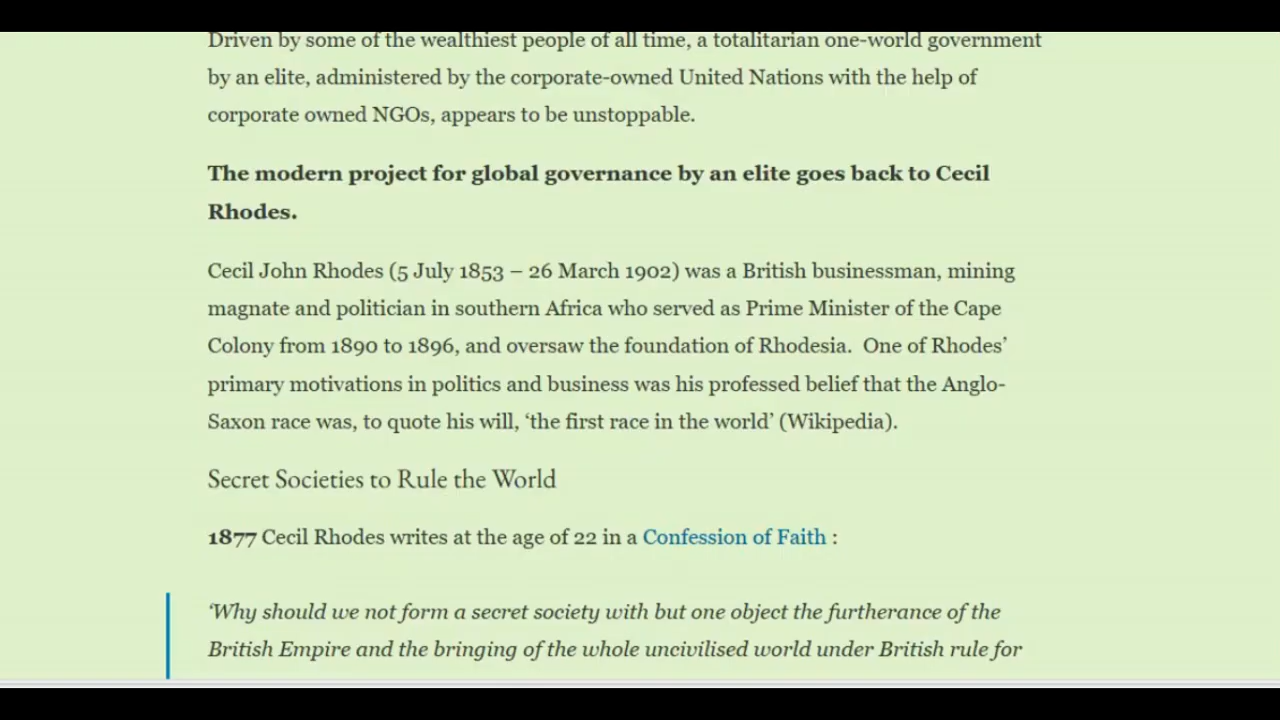 Driven by some of the wealthiest people of all time, a totalitarian one-world government
by an elite, administered by the corporate-owned United Nations with the help of
corporate owned NGOs, appears to be unstoppable.
The modern project for global governance by an elite goes back to Cecil
Rhodes.
Cecil John Rhodes (5 July 1853 – 26 March 1902) was a British businessman, mining
magnate and politician in southern Africa who served as Prime Minister of the Cape
Colony from 1890 to 1896, and oversaw the foundation of Rhodesia.  One of Rhodes’
primary motivations in politics and business was his professed belief that the Anglo-
Saxon race was, to quote his will, ‘the first race in the world’ (Wikipedia).
Secret Societies to Rule the World
1877 Cecil Rhodes writes at the age of 22 in a Confession of Faith :
‘Why should we not form a secret society with but one object the furtherance of the
British Empire and the bringing of the whole uncivilised world under British rule for